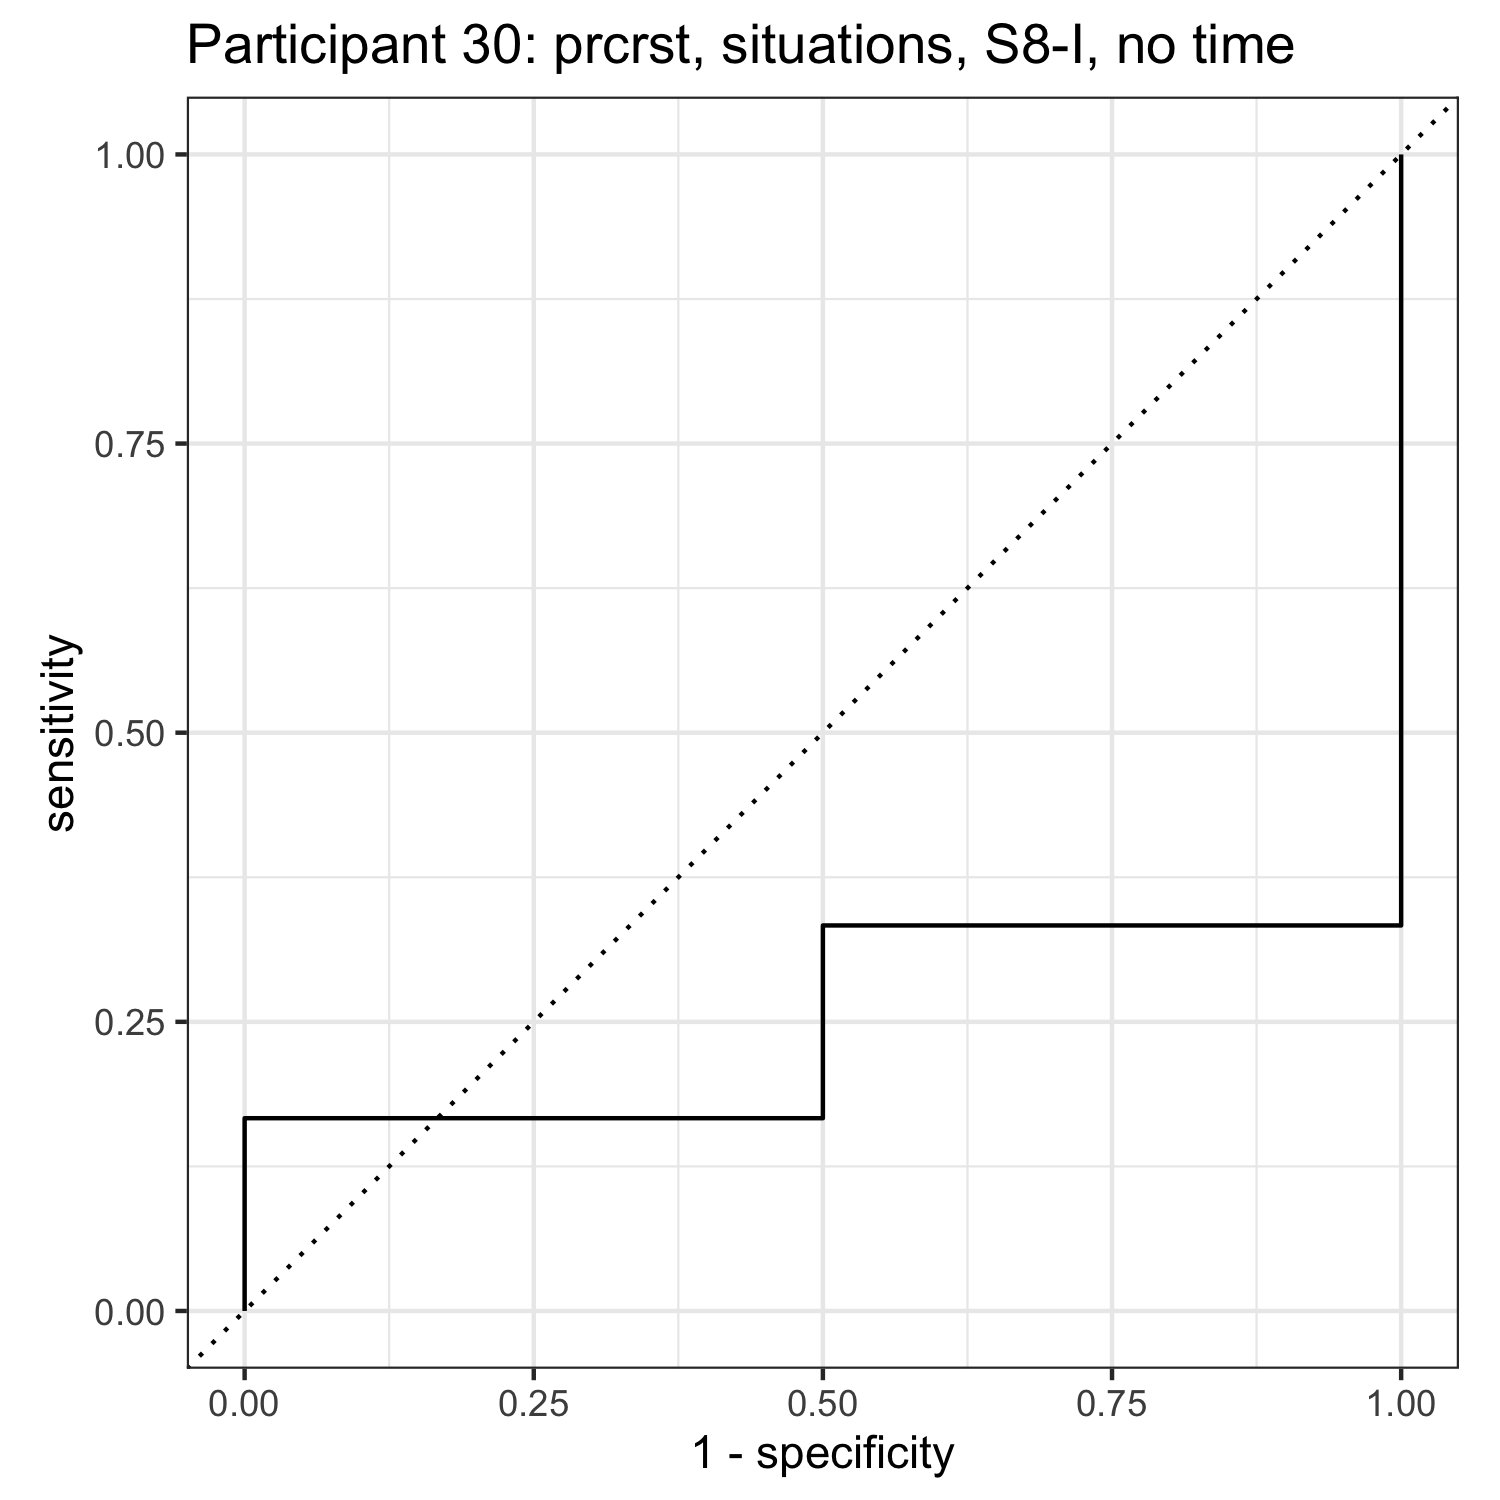 Participant 30: prcrst, situations, S8-I, no time
1.00
0.75
0.50
0.25
0.00
sensitivity
0.00 0.25 0.50 0.75 1.00
1 - specificity